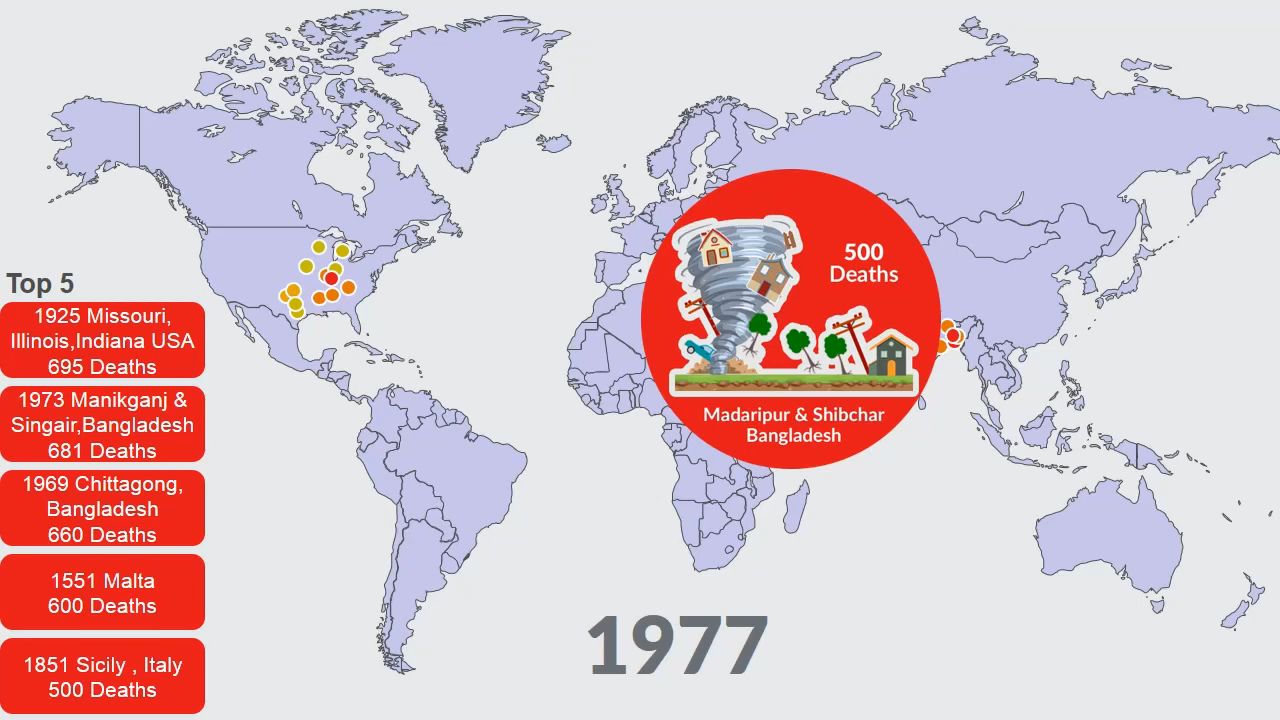 Top 5
1925 Missouri,
Illinois,Indiana USA
695 Deaths
1973 Manikganj &
Singair,Bangladesh
681 Deaths
1969 Chittagong,
Bangladesh
660 Deaths
1551 Malta
600 Deaths
1851 Sicily , Italy
500 Deaths
500
Deaths
Madaripur & Shibchar
Bangladesh
1977